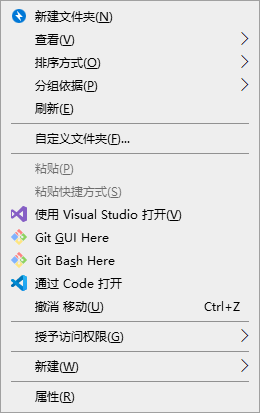 新建文件夹(N)
查看(V)
排序方式(O)
分组依据(P)
刷新(E)
自定义文件夹(F)...
粘贴(P)
粘贴快捷方式(S)
使用 Visual Studio 打开(V)
Git GUI Here
Git Bash Here
通过 Code 打开
撤消 移动(U) Ctrl+Z
授予访问权限(G)
新建(W)
属性(R)